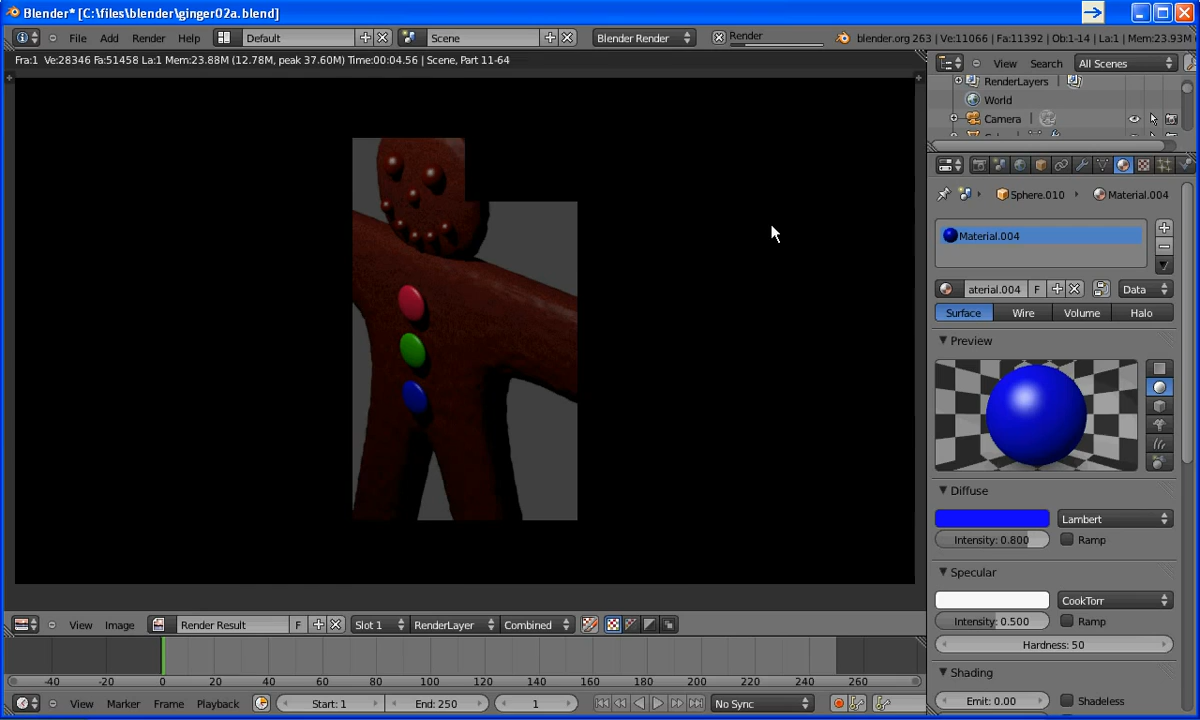 Blender* [C:\files\blender\ginger02a.blend]
File Add Render Help Default Scene Blender Render Render blender.org 263 | Ve:11066 | Fa:11392 | Ob:1-14 | La:1 | Mem:23.93M
Fra:1 Ve:28346 Fa:51458 La:1 Mem:23.88M (12.78M, peak 37.60M) Time:00:04.56 | Scene, Part 11-64
View Search All Scenes
RenderLayers
World
Camera
Sphere.010 Material.004
Material.004
aterial.004 F Data
Surface Wire Volume Halo
Preview
Diffuse
Lambert
Intensity: 0.800 Ramp
Specular
CookTorr
Intensity: 0.500 Ramp
Hardness: 50
Shading
Emit: 0.00 Shadeless
View Image Render Result F Slot 1 RenderLayer Combined
-40 -20 0 20 40 60 80 100 120 140 160 180 200 220 240 260
View Marker Frame Playback Start: 1 End: 250 1 No Sync